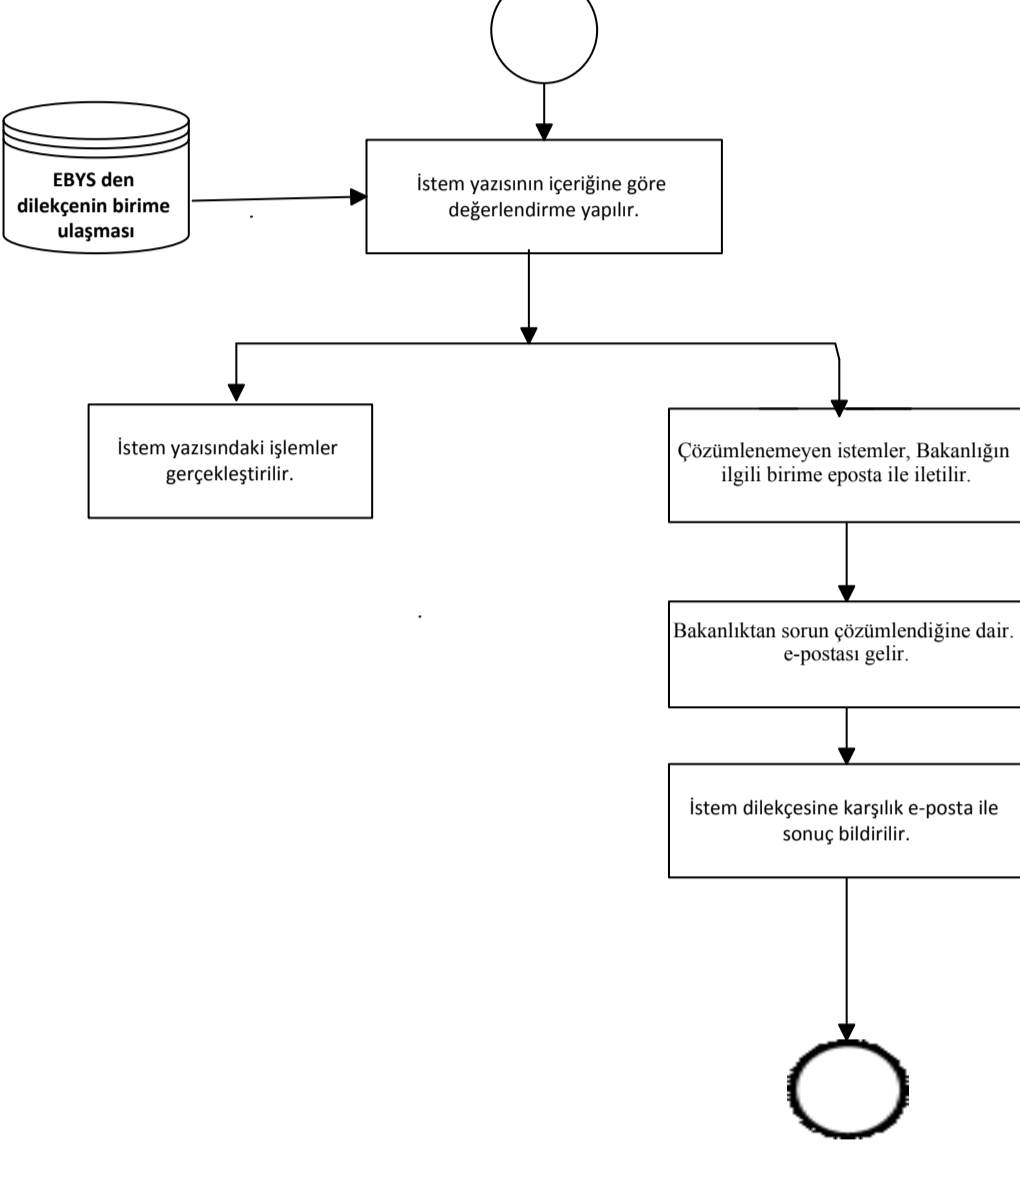 EBYS den
dilekçenin birime
ulaşması
İstem yazısının içeriğine göre
değerlendirme yapılır.
İstem yazısındaki işlemler
gerçekleştirilir.
Çözümlenemeyen istemler, Bakanlığın
ilgili birime eposta ile iletilir.
Bakanlıktan sorun çözümlendiğine dair.
e-postası gelir.
İstem dilekçesine karşılık e-posta ile
sonuç bildirilir.